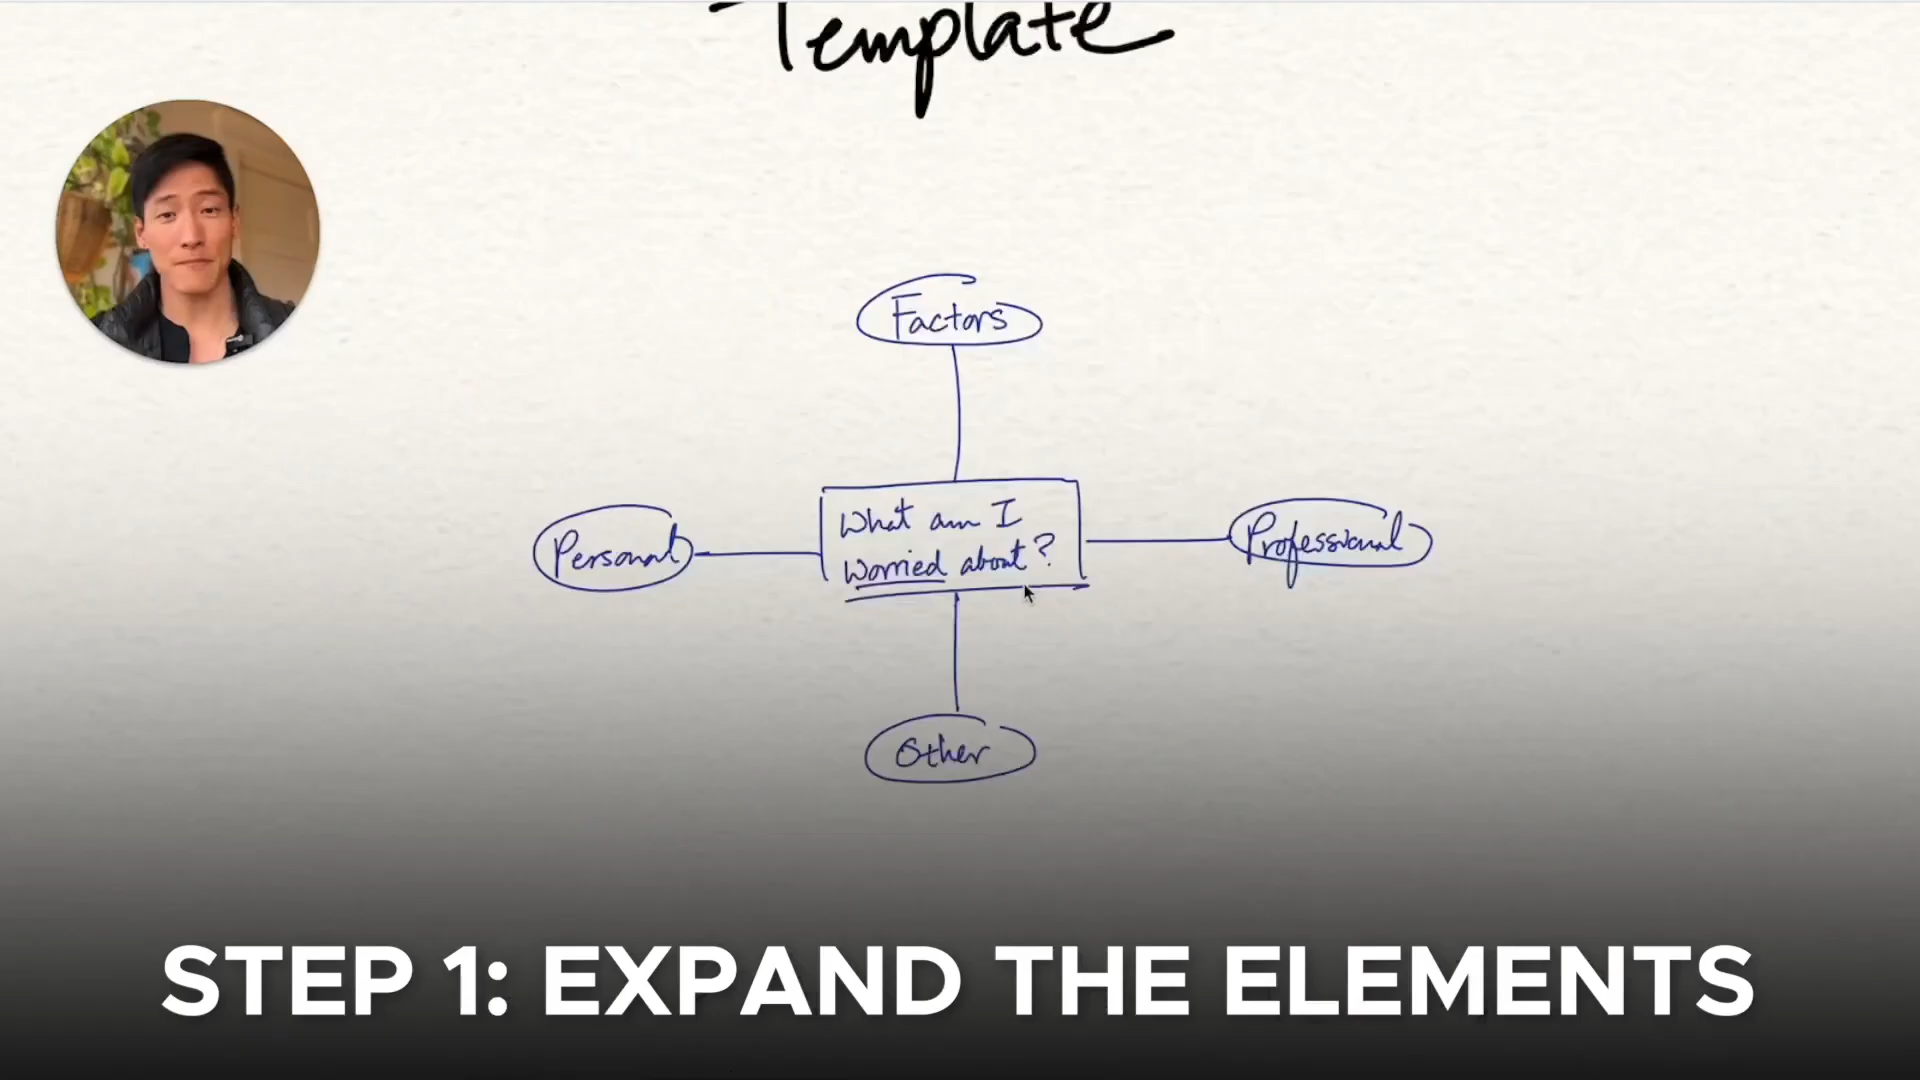 Template
Factors
What am I
worried about?
Personal
Professional
Other
STEP 1: EXPAND THE ELEMENTS